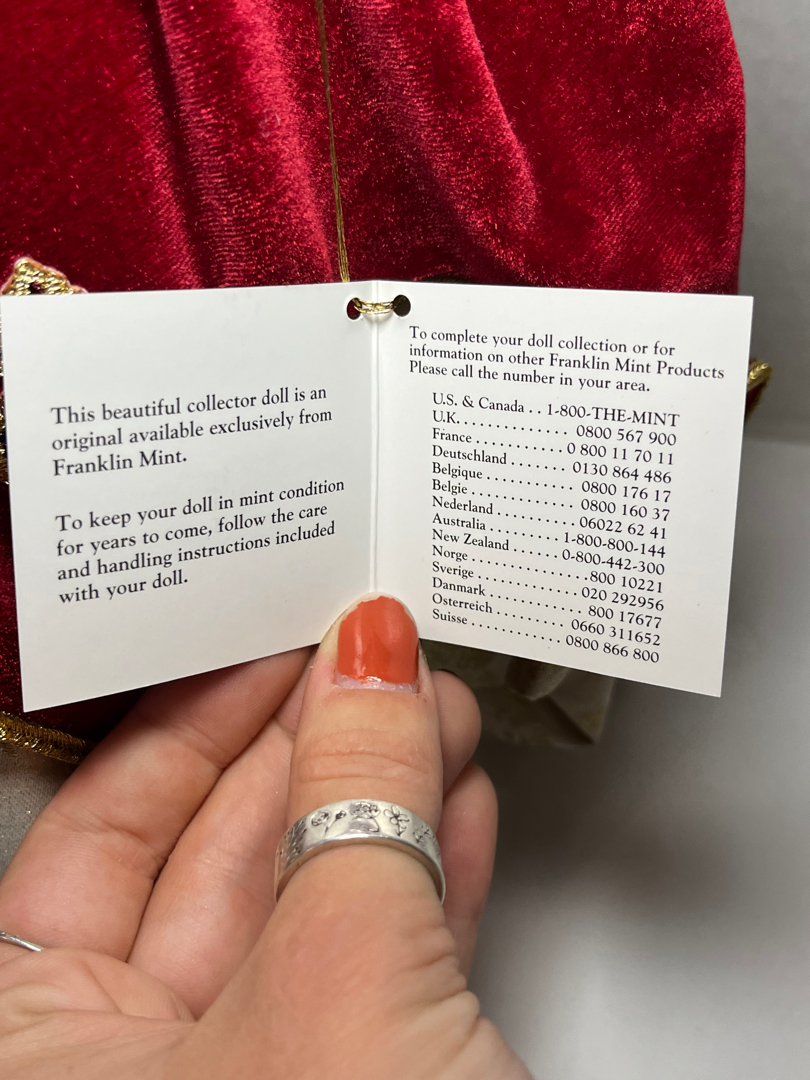 This beautiful collector doll is an
original available exclusively from
Franklin Mint.
To keep your doll in mint condition
for years to come, follow the care
and handling instructions included
with your doll.
To complete your doll collection or for
information on other Franklin Mint Products
Please call the number in your area.
U.S. & Canada . . 1-800-THE-MINT
U.K. . . . . . . . . . . . . . 0800 567 900
France . . . . . . . . . . . 0 800 11 70 11
Deutschland . . . . . . . 0130 864 486
Belgique . . . . . . . . . . . 0800 176 17
Belgie . . . . . . . . . . . . . 0800 160 37
Nederland . . . . . . . . . . 06022 62 41
Australia . . . . . . . . . 1-800-800-144
New Zealand . . . . . . 0-800-442-300
Norge . . . . . . . . . . . . . . 800 10221
Sverige . . . . . . . . . . . . 020 292956
Danmark . . . . . . . . . . . . 800 17677
Osterreich . . . . . . . . . 0660 311652
Suisse . . . . . . . . . . . . 0800 866 800